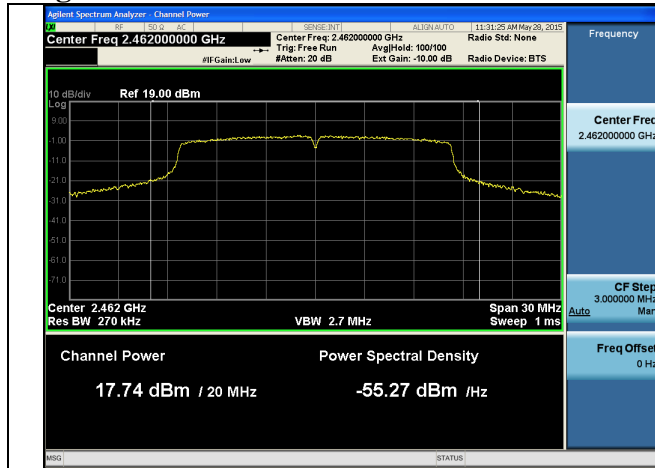 Agilent Spectrum Analyzer - Channel Power
RF 50 Ω AC SENSE:INT ALIGN AUTO 11:31:25 AM May 28, 2015
Center Freq 2.462000000 GHz
Center Freq: 2.462000000 GHz Radio Std: None
Trig: Free Run Avg|Hold: 100/100
#IFGain:Low #Atten: 20 dB Ext Gain: -10.00 dB Radio Device: BTS
10 dB/div Ref 19.00 dBm
Log
9.00
-1.00
-11.0
-21.0
-31.0
-41.0
-51.0
-61.0
-71.0
Center 2.462 GHz Span 30 MHz
Res BW 270 kHz VBW 2.7 MHz Sweep 1 ms
Channel Power Power Spectral Density
17.74 dBm / 20 MHz -55.27 dBm /Hz
MSG STATUS
Frequency
Center Freq
2.462000000 GHz
CF Step
3.000000 MHz
Auto Man
Freq Offset
0 Hz